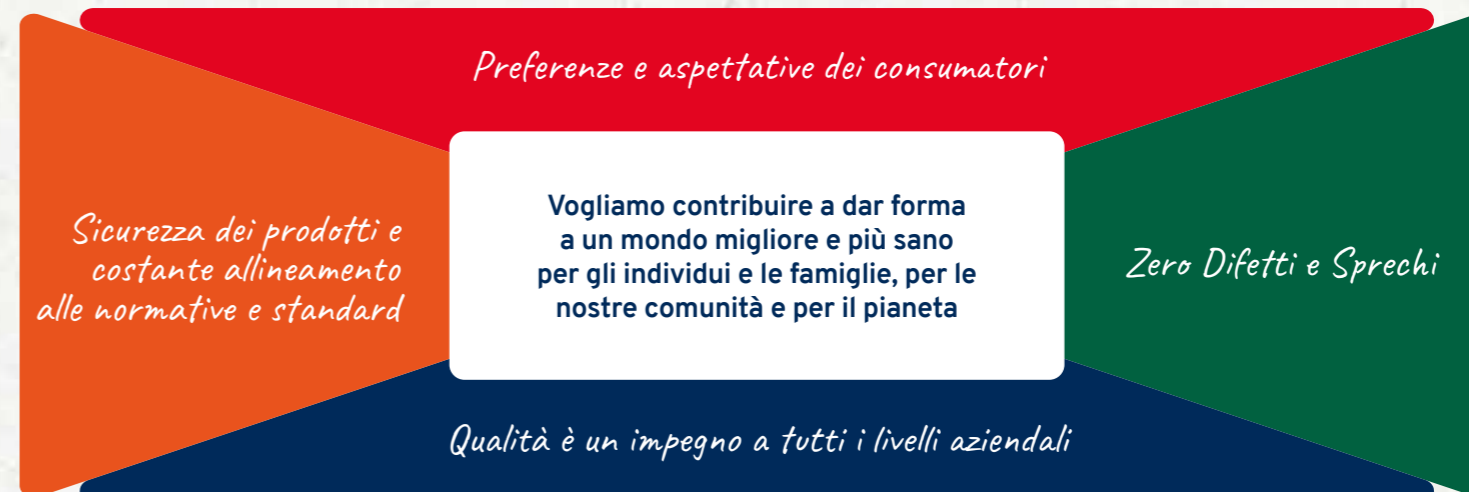 Preferenze e aspettative dei consumatori
Sicurezza dei prodotti e
costante allineamento
alle normative e standard
Vogliamo contribuire a dar forma
a un mondo migliore e più sano
per gli individui e le famiglie, per le
nostre comunità e per il pianeta
Zero Difetti e Sprechi
Qualità è un impegno a tutti i livelli aziendali